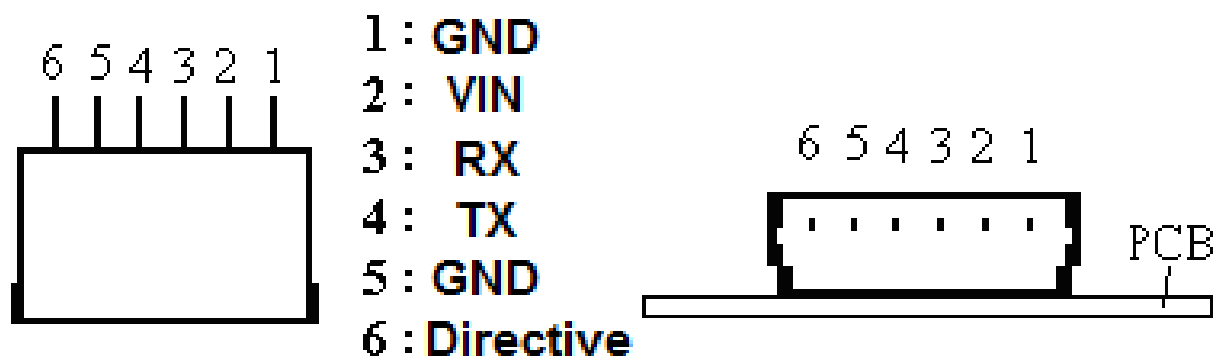 6 5 4 3 2 1
1 : GND
2 : VIN
3 : RX
4 : TX
5 : GND
6 : Directive
6 5 4 3 2 1
PCB